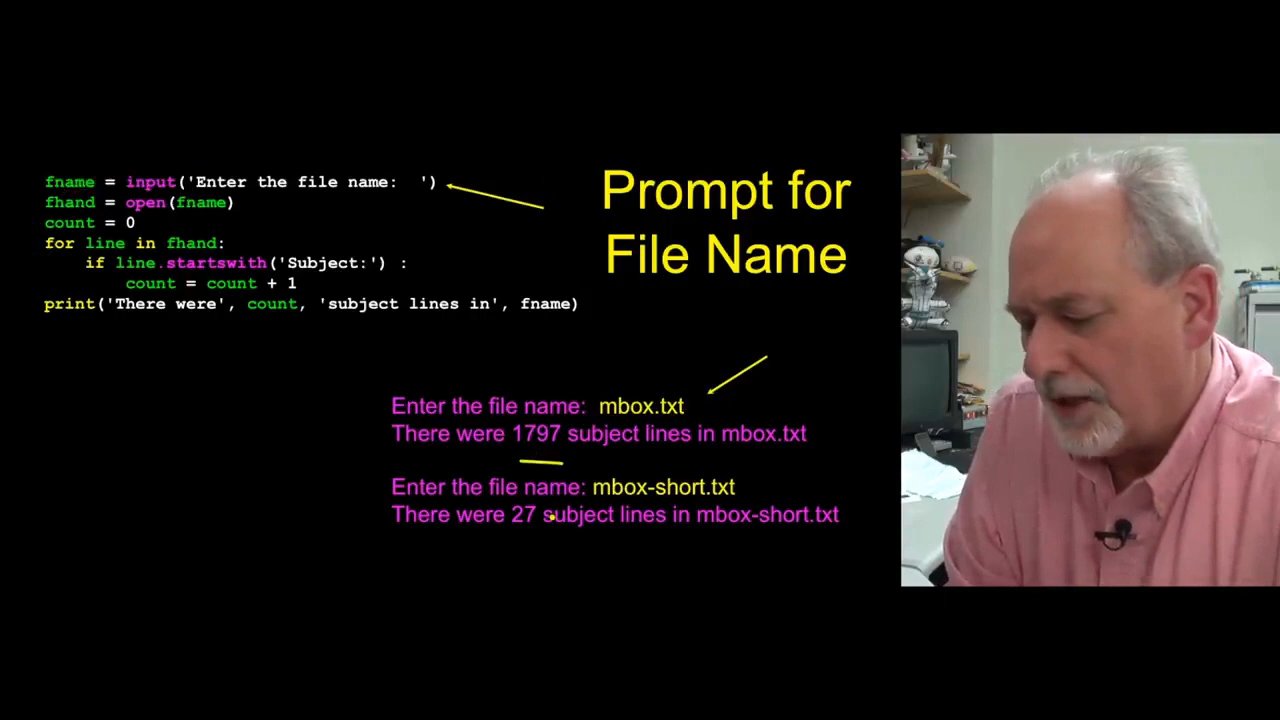 fname = input('Enter the file name:  ')
fhand = open(fname)
count = 0
for line in fhand:
    if line.startswith('Subject:') :
        count = count + 1
print('There were', count, 'subject lines in', fname)
Prompt for
File Name
Enter the file name:  mbox.txt
There were 1797 subject lines in mbox.txt
Enter the file name: mbox-short.txt
There were 27 subject lines in mbox-short.txt